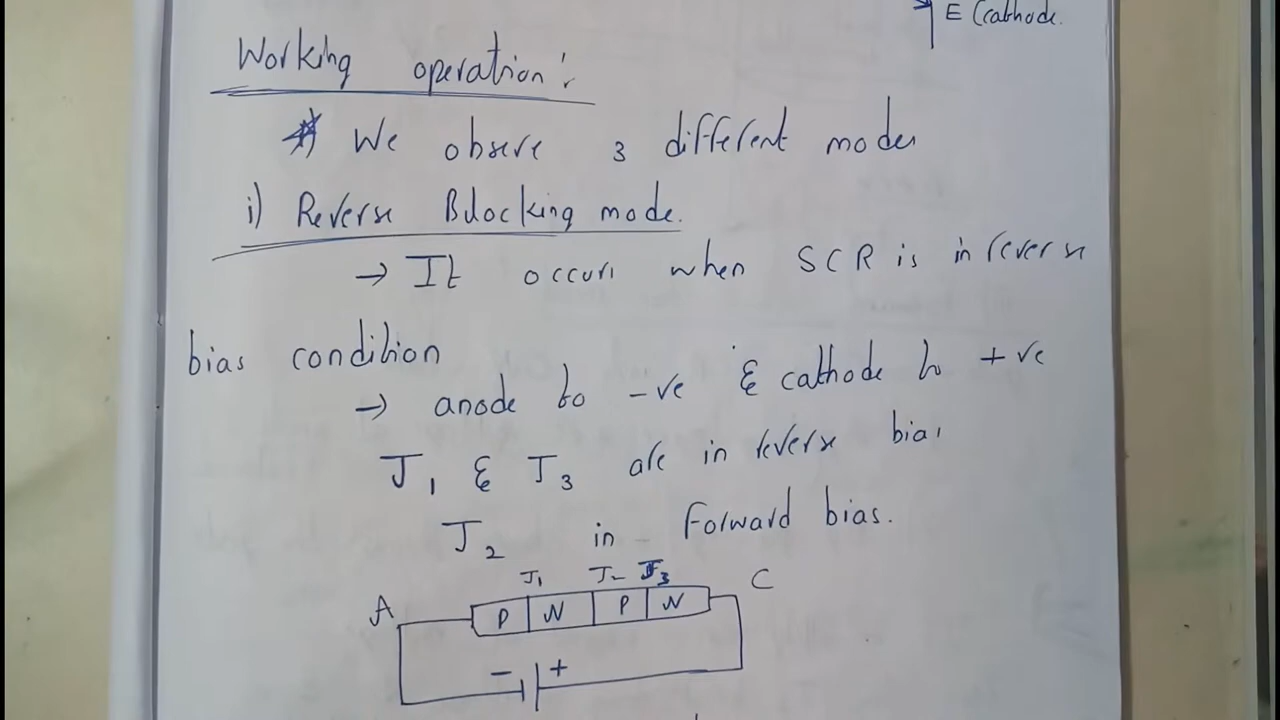 E (cathode.
Working operation:
* We observe 3 different modes
i) Reverse Blocking mode.
→ It occurs when SCR is in reverse
bias condition
→ anode to -ve & cathode to +ve
J1 & J3 are in reverse bias
J2 in Forward bias.
J1 J2 J3
A P N P N C
- +